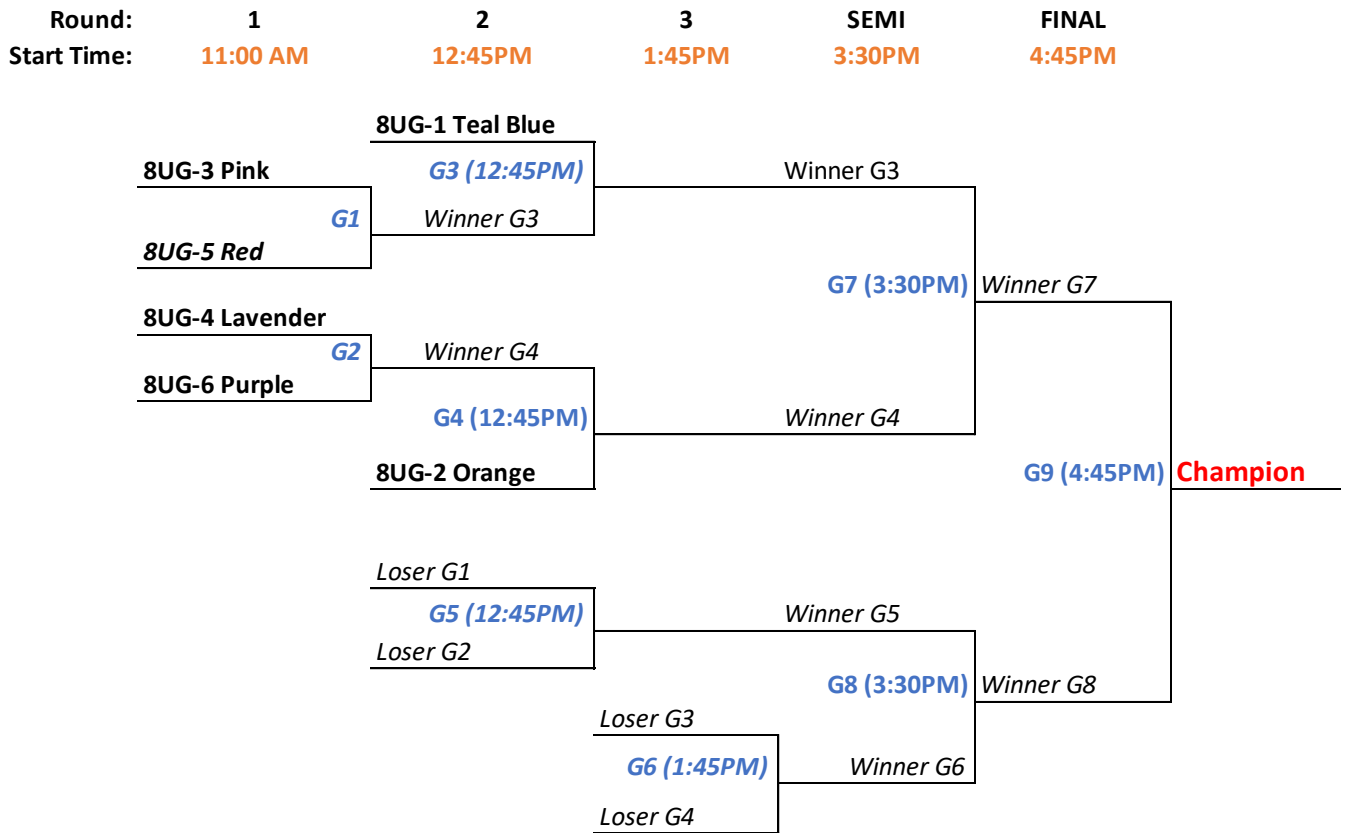 Round: 1 2 3 SEMI FINAL
Start Time: 11:00 AM 12:45PM 1:45PM 3:30PM 4:45PM
8UG-1 Teal Blue
8UG-3 Pink G3 (12:45PM) Winner G3
G1 Winner G3
8UG-5 Red
G7 (3:30PM) Winner G7
8UG-4 Lavender
G2 Winner G4
8UG-6 Purple
G4 (12:45PM) Winner G4
8UG-2 Orange G9 (4:45PM) Champion
Loser G1
G5 (12:45PM) Winner G5
Loser G2
G8 (3:30PM) Winner G8
Loser G3
G6 (1:45PM) Winner G6
Loser G4